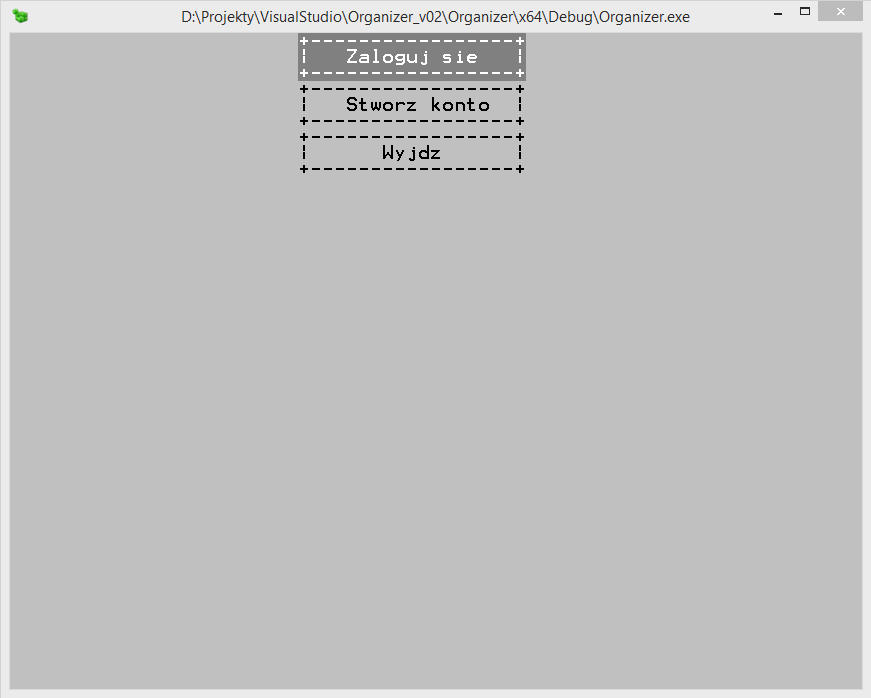 D:\Projekty\VisualStudio\Organizer_v02\Organizer\x64\Debug\Organizer.exe
Zaloguj sie
Stworz konto
Wyjdz